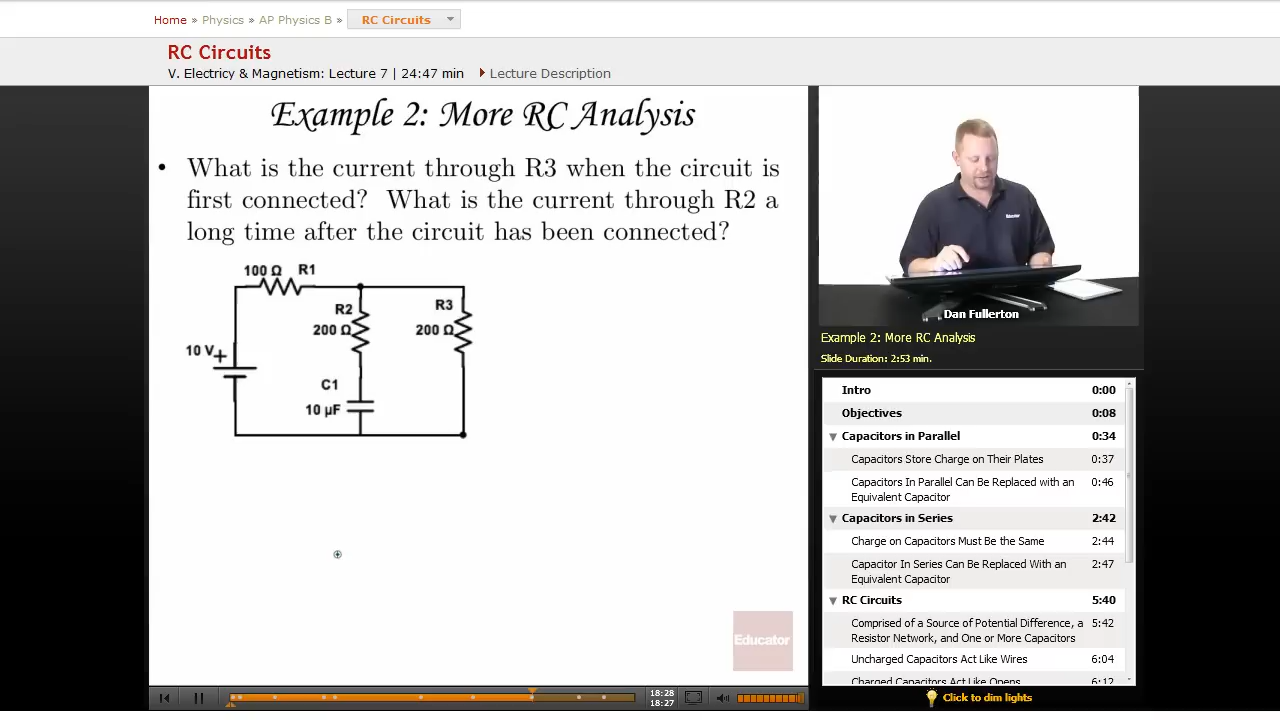 Home » Physics » AP Physics B » RC Circuits
RC Circuits
V. Electricy & Magnetism: Lecture 7 | 24:47 min Lecture Description
Example 2: More RC Analysis
• What is the current through R3 when the circuit is
first connected? What is the current through R2 a
long time after the circuit has been connected?
100 Ω R1
R2
200 Ω
R3
200 Ω
10 V +
C1
10 µF
Educator
18:28
18:27
Dan Fullerton
Example 2: More RC Analysis
Slide Duration: 2:53 min.
Intro 0:00
Objectives 0:08
Capacitors in Parallel 0:34
Capacitors Store Charge on Their Plates 0:37
Capacitors In Parallel Can Be Replaced with an 0:46
Equivalent Capacitor
Capacitors in Series 2:42
Charge on Capacitors Must Be the Same 2:44
Capacitor In Series Can Be Replaced With an 2:47
Equivalent Capacitor
RC Circuits 5:40
Comprised of a Source of Potential Difference, a 5:42
Resistor Network, and One or More Capacitors
Uncharged Capacitors Act Like Wires 6:04
Charged Capacitors Act Like Opens 6:12
Click to dim lights